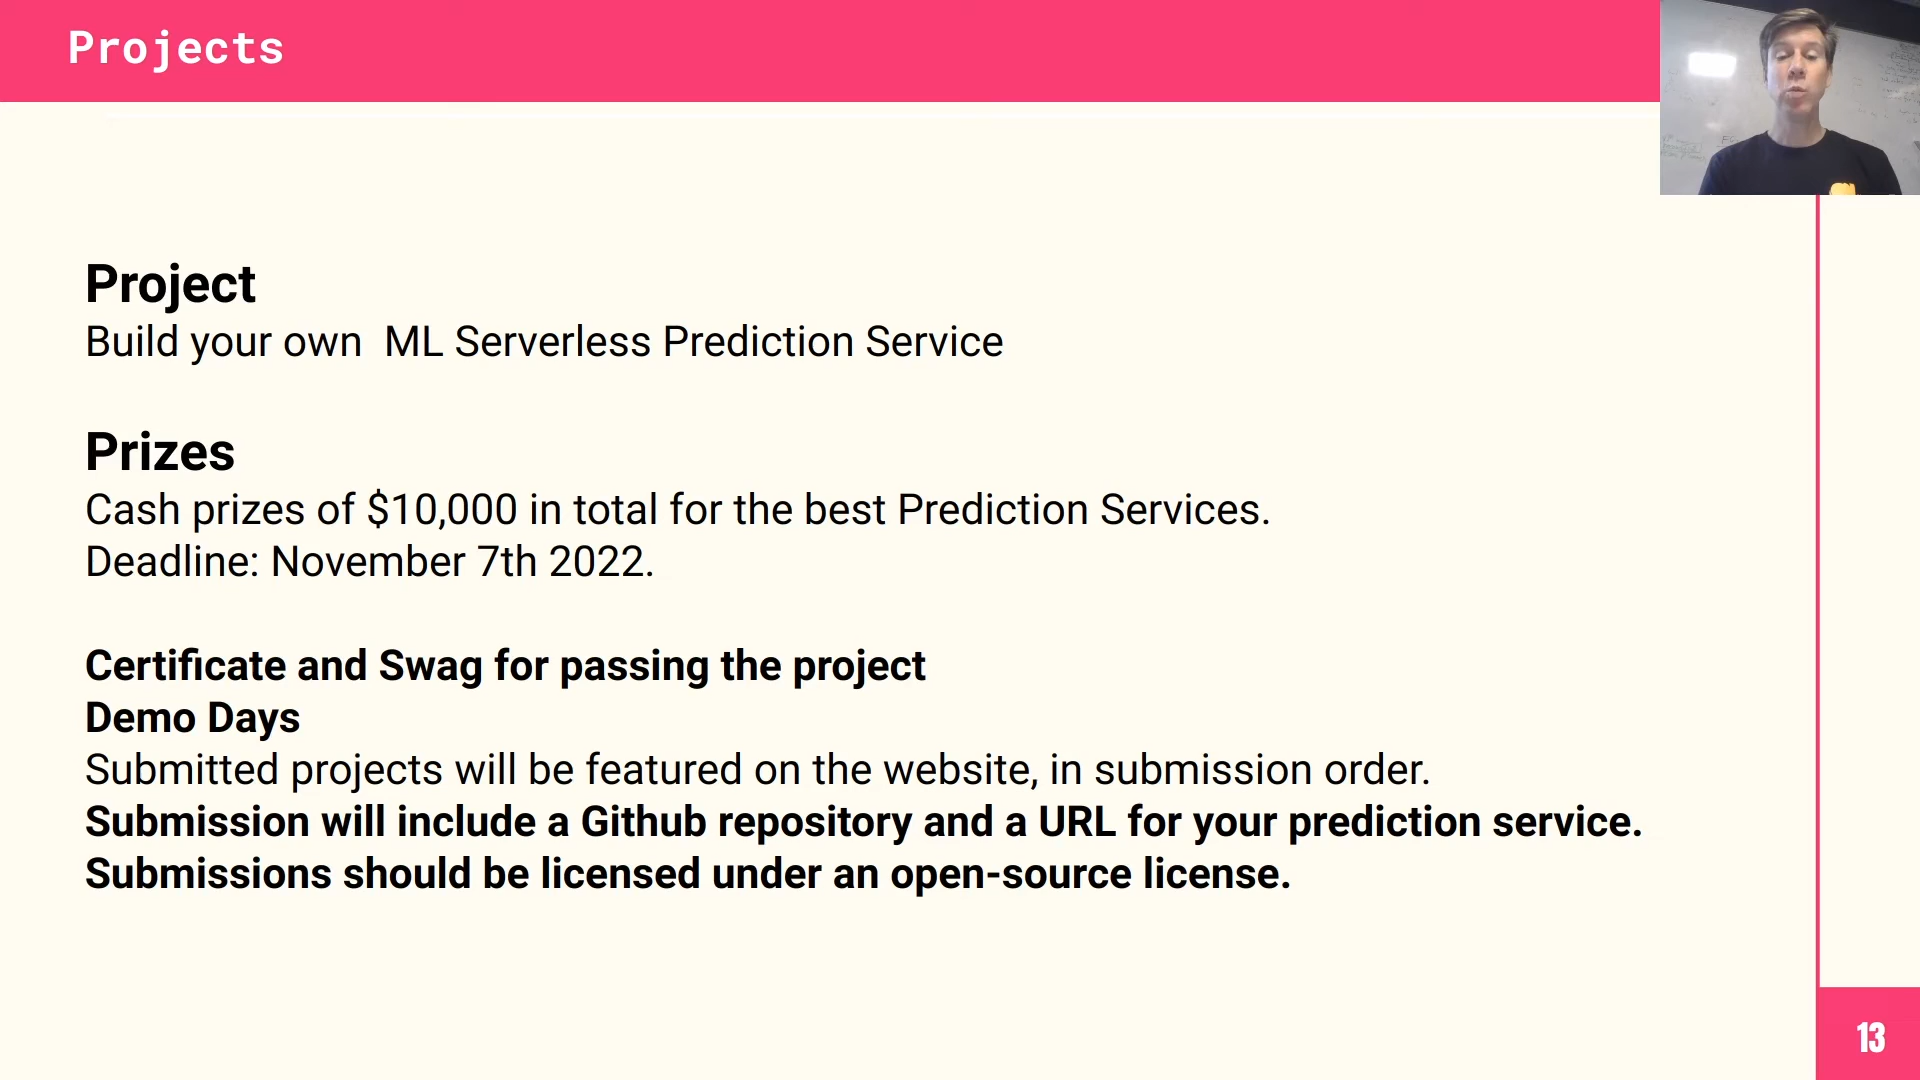 Projects
Project
Build your own  ML Serverless Prediction Service
Prizes
Cash prizes of $10,000 in total for the best Prediction Services.
Deadline: November 7th 2022.
Certificate and Swag for passing the project
Demo Days
Submitted projects will be featured on the website, in submission order.
Submission will include a Github repository and a URL for your prediction service.
Submissions should be licensed under an open-source license.
13